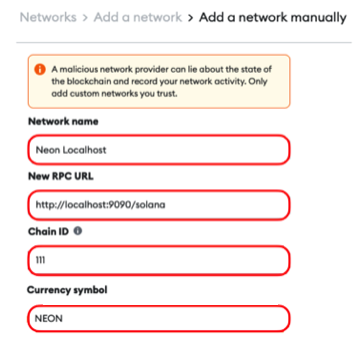 Networks > Add a network > Add a network manually
A malicious network provider can lie about the state of
the blockchain and record your network activity. Only
add custom networks you trust.
Network name
Neon Localhost
New RPC URL
http://localhost:9090/solana
Chain ID
111
Currency symbol
NEON